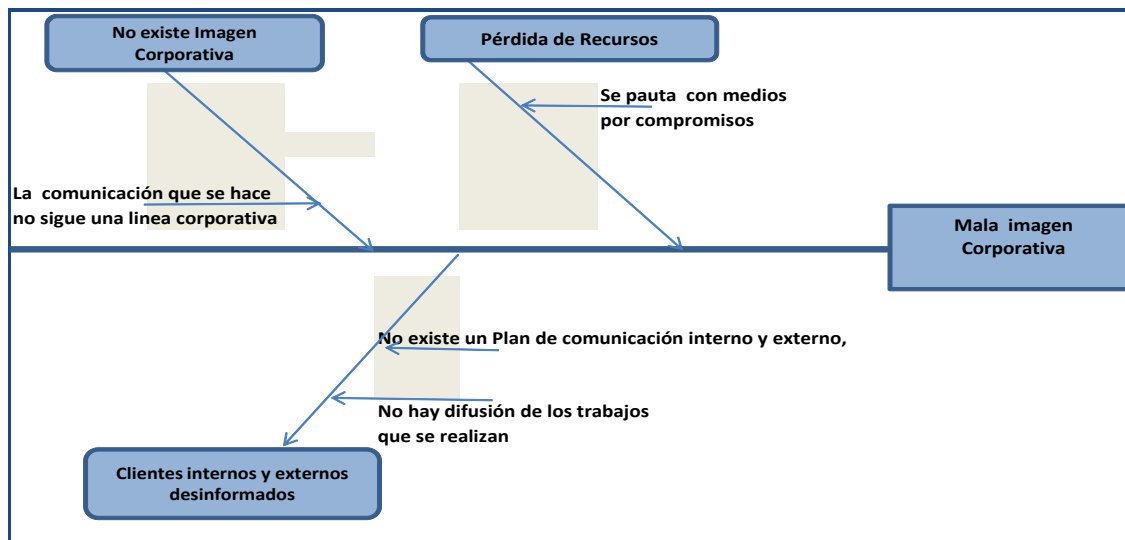 No existe Imagen
Corporativa
Pérdida de Recursos
Se pauta con medios
por compromisos
La comunicación que se hace
no sigue una linea corporativa
Mala imagen
Corporativa
No existe un Plan de comunicación interno y externo,
No hay difusión de los trabajos
que se realizan
Clientes internos y externos
desinformados